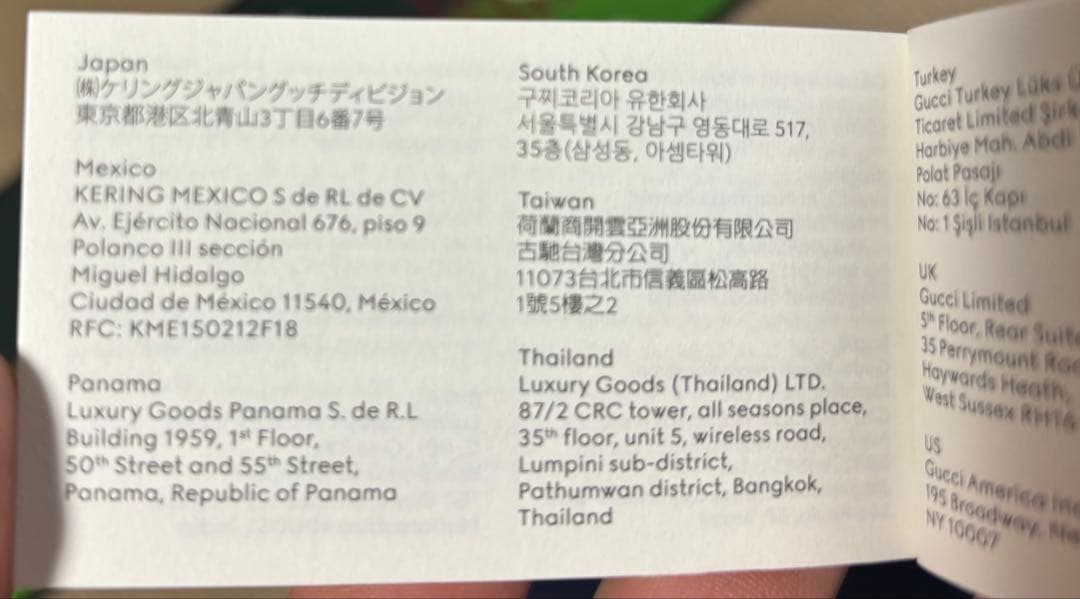 Japan
㈱ケリングジャパングッチディビジョン
東京都港区北青山3丁目6番7号
Mexico
KERING MEXICO S de RL de CV
Av. Ejército Nacional 676, piso 9
Polanco III sección
Miguel Hidalgo
Ciudad de México 11540, México
RFC: KME150212F18
Panama
Luxury Goods Panama S. de R.L
Building 1959, 1st Floor,
50th Street and 55th Street,
Panama, Republic of Panama
South Korea
구찌코리아 유한회사
서울특별시 강남구 영동대로 517,
35층(삼성동, 아셈타워)
Taiwan
荷蘭商開雲亞洲股份有限公司
古馳台灣分公司
11073台北市信義區松高路
1號5樓之2
Thailand
Luxury Goods (Thailand) LTD.
87/2 CRC tower, all seasons place,
35th floor, unit 5, wireless road,
Lumpini sub-district,
Pathumwan district, Bangkok,
Thailand
Turkey
Gucci Turkey Lüks
Ticaret Limited
Harbiye Mah. Abdi
Polat Pasajı
No: 63 İç Kapı
No: 1 Şişli Istanbul
UK
Gucci Limited
5th Floor, Rear
35 Perrymount
Haywards Heath,
West Sussex
US
Gucci America
195 Broadway,
NY 10007